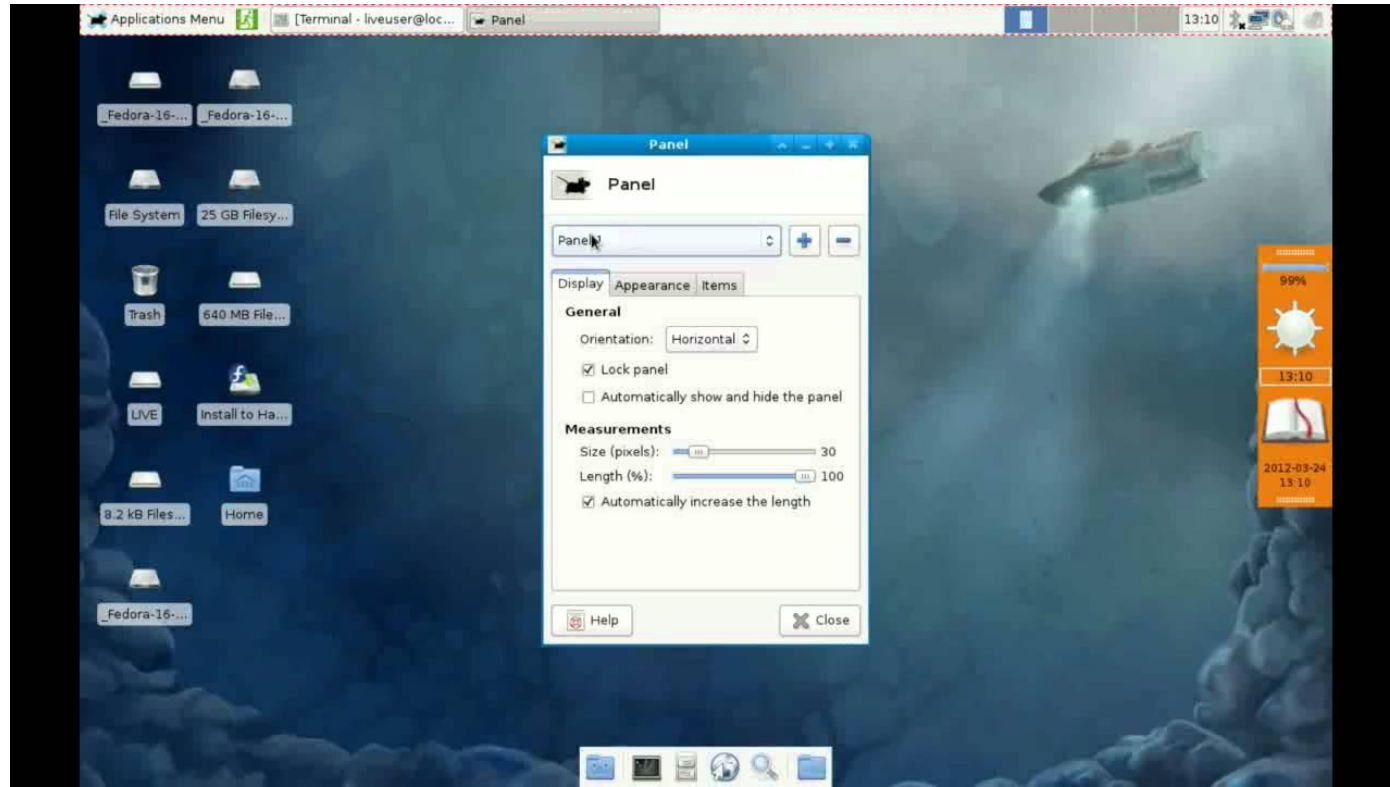 Applications Menu
[Terminal - liveuser@loc...
Panel
13:10
_Fedora-16-...
_Fedora-16-...
File System
25 GB Filesy...
Trash
640 MB File...
LIVE
Install to Ha...
8.2 kB Files...
Home
_Fedora-16-...
Panel
Panel
Panel 1
Display
Appearance
Items
General
Orientation: Horizontal
Lock panel
Automatically show and hide the panel
Measurements
Size (pixels): 30
Length (%): 100
Automatically increase the length
Help
Close
99%
13:10
2012-03-24
13:10